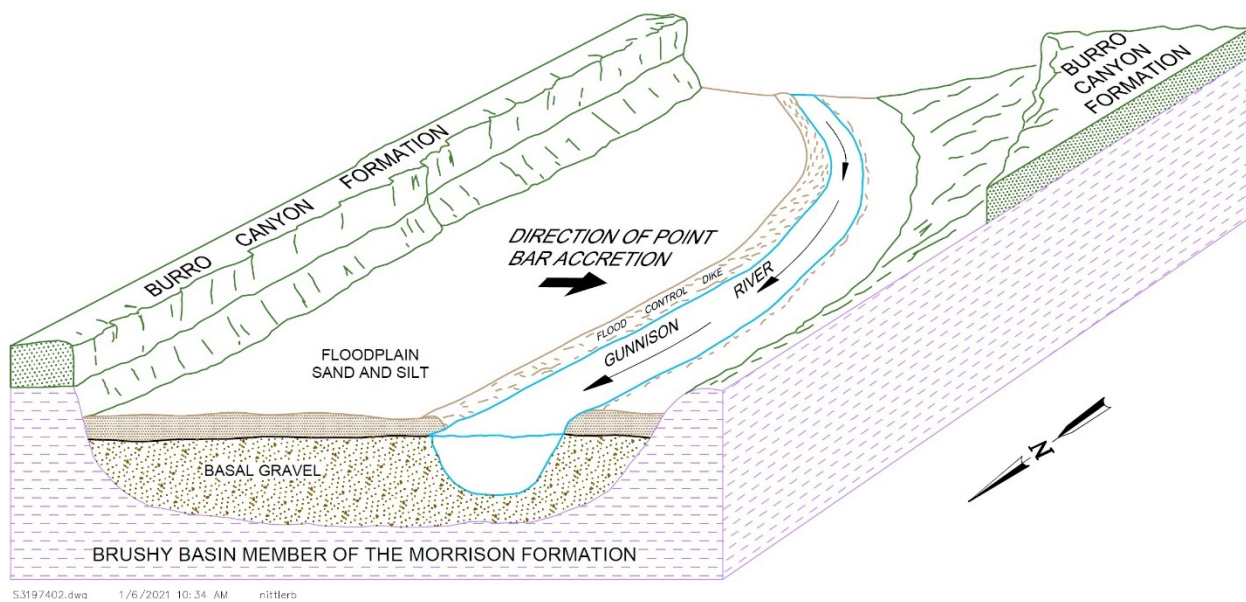 BURRO CANYON FORMATION
BURRO
CANYON
FORMATION
DIRECTION OF POINT
BAR ACCRETION
FLOOD CONTROL DIKE
GUNNISON RIVER
FLOODPLAIN
SAND AND SILT
BASAL GRAVEL
BRUSHY BASIN MEMBER OF THE MORRISON FORMATION
N
S3197402.dwg 1/6/2021 10:34 AM nittlerb